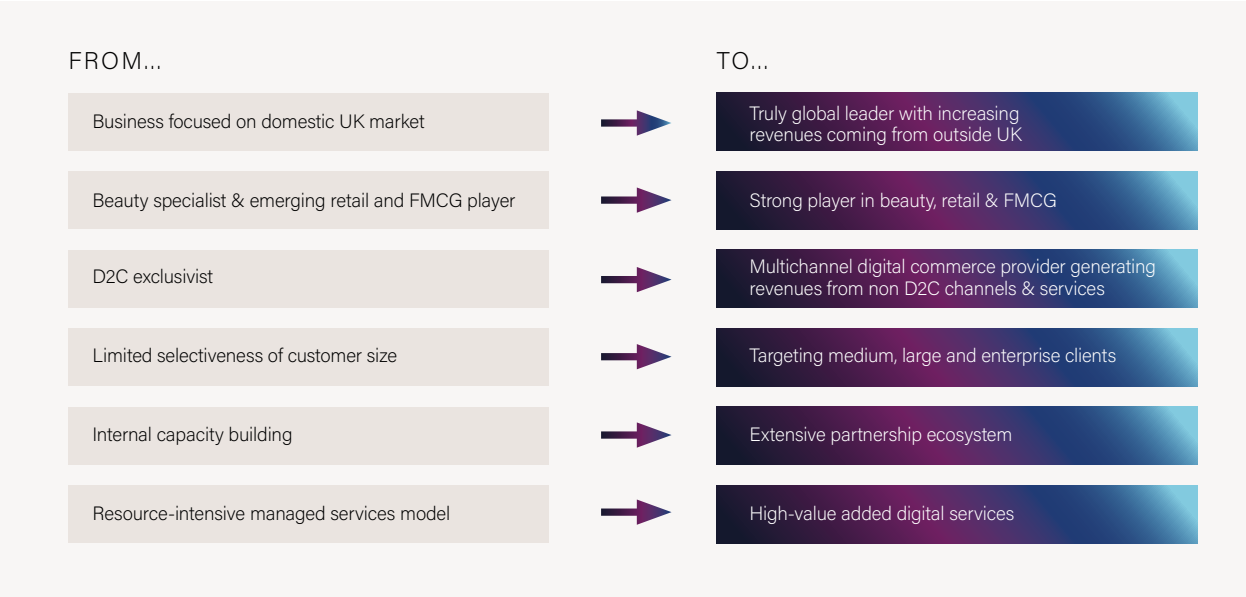 FROM...
TO...
Business focused on domestic UK market
Truly global leader with increasing
revenues coming from outside UK
Beauty specialist & emerging retail and FMCG player
Strong player in beauty, retail & FMCG
D2C exclusivist
Multichannel digital commerce provider generating
revenues from non D2C channels & services
Limited selectiveness of customer size
Targeting medium, large and enterprise clients
Internal capacity building
Extensive partnership ecosystem
Resource-intensive managed services model
High-value added digital services